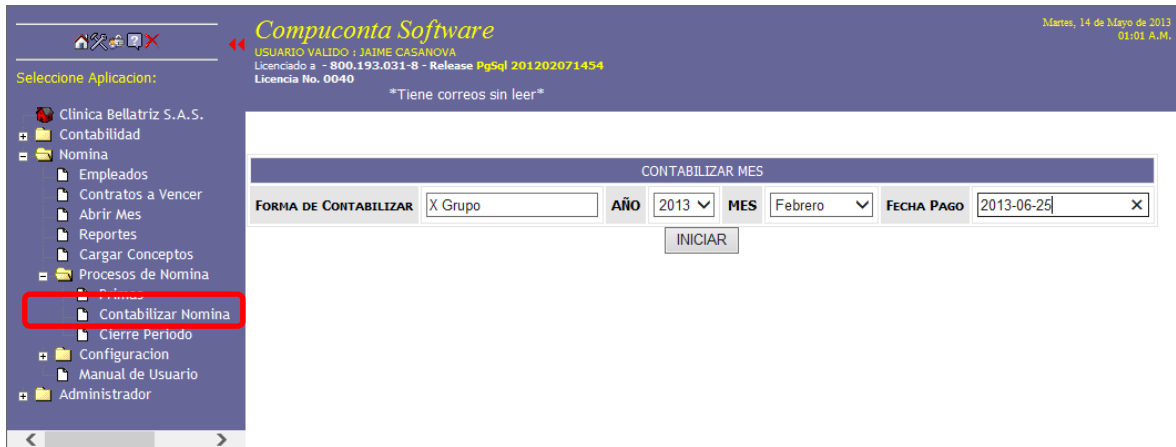 Seleccione Aplicacion:
Clinica Bellatriz S.A.S.
Contabilidad
Nomina
Empleados
Contratos a Vencer
Abrir Mes
Reportes
Cargar Conceptos
Procesos de Nomina
Primas
Contabilizar Nomina
Cierre Periodo
Configuracion
Manual de Usuario
Administrador
Compuconta Software
USUARIO VALIDO : JAIME CASANOVA
Licenciado a - 800.193.031-8 - Release PgSql 201202071454
Licencia No. 0040
*Tiene correos sin leer*
Martes, 14 de Mayo de 2013
01:01 A.M.
CONTABILIZAR MES
FORMA DE CONTABILIZAR X Grupo AÑO 2013 MES Febrero FECHA PAGO 2013-06-25
INICIAR